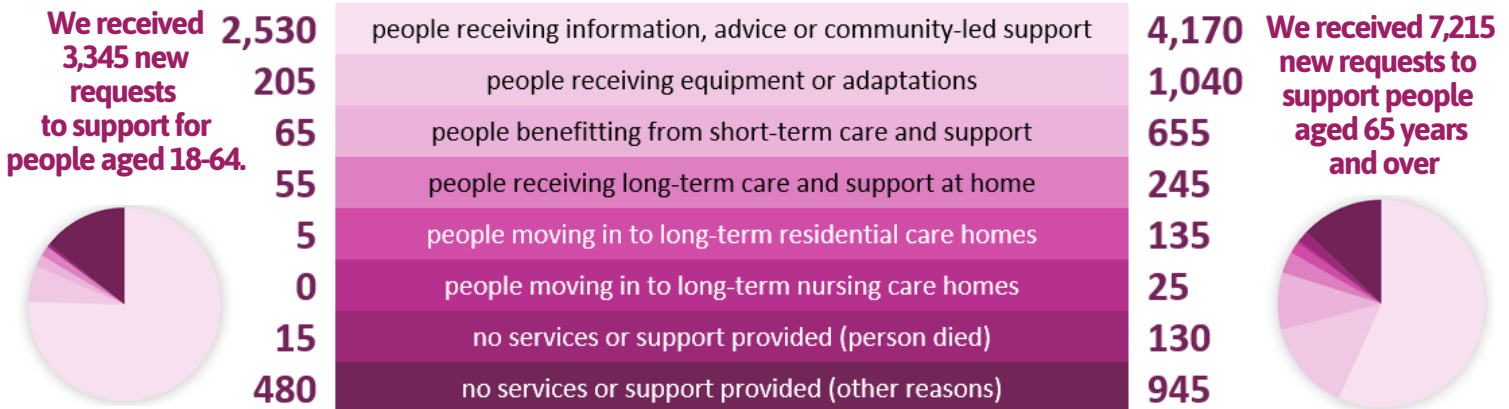 We received
3,345 new
requests
to support for
people aged 18-64.
2,530 people receiving information, advice or community-led support 4,170
205 people receiving equipment or adaptations 1,040
65 people benefitting from short-term care and support 655
55 people receiving long-term care and support at home 245
5 people moving in to long-term residential care homes 135
0 people moving in to long-term nursing care homes 25
15 no services or support provided (person died) 130
480 no services or support provided (other reasons) 945
We received 7,215
new requests to
support people
aged 65 years
and over